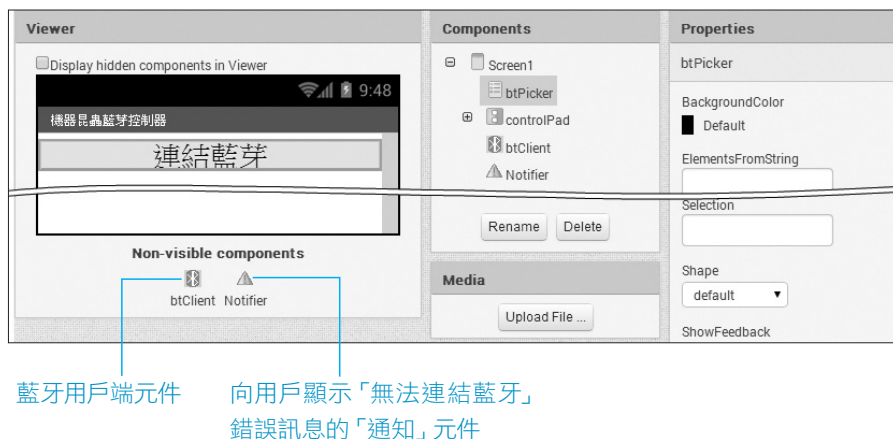 Viewer
Display hidden components in Viewer
9:48
機器昆蟲藍芽控制器
連結藍芽
Non-visible components
btClient Notifier
Components
Screen1
btPicker
controlPad
btClient
Notifier
Rename Delete
Media
Upload File ...
Properties
btPicker
BackgroundColor
Default
ElementsFromString
Selection
Shape
default
ShowFeedback
藍牙用戶端元件
向用戶顯示「無法連結藍牙」
錯誤訊息的「通知」元件